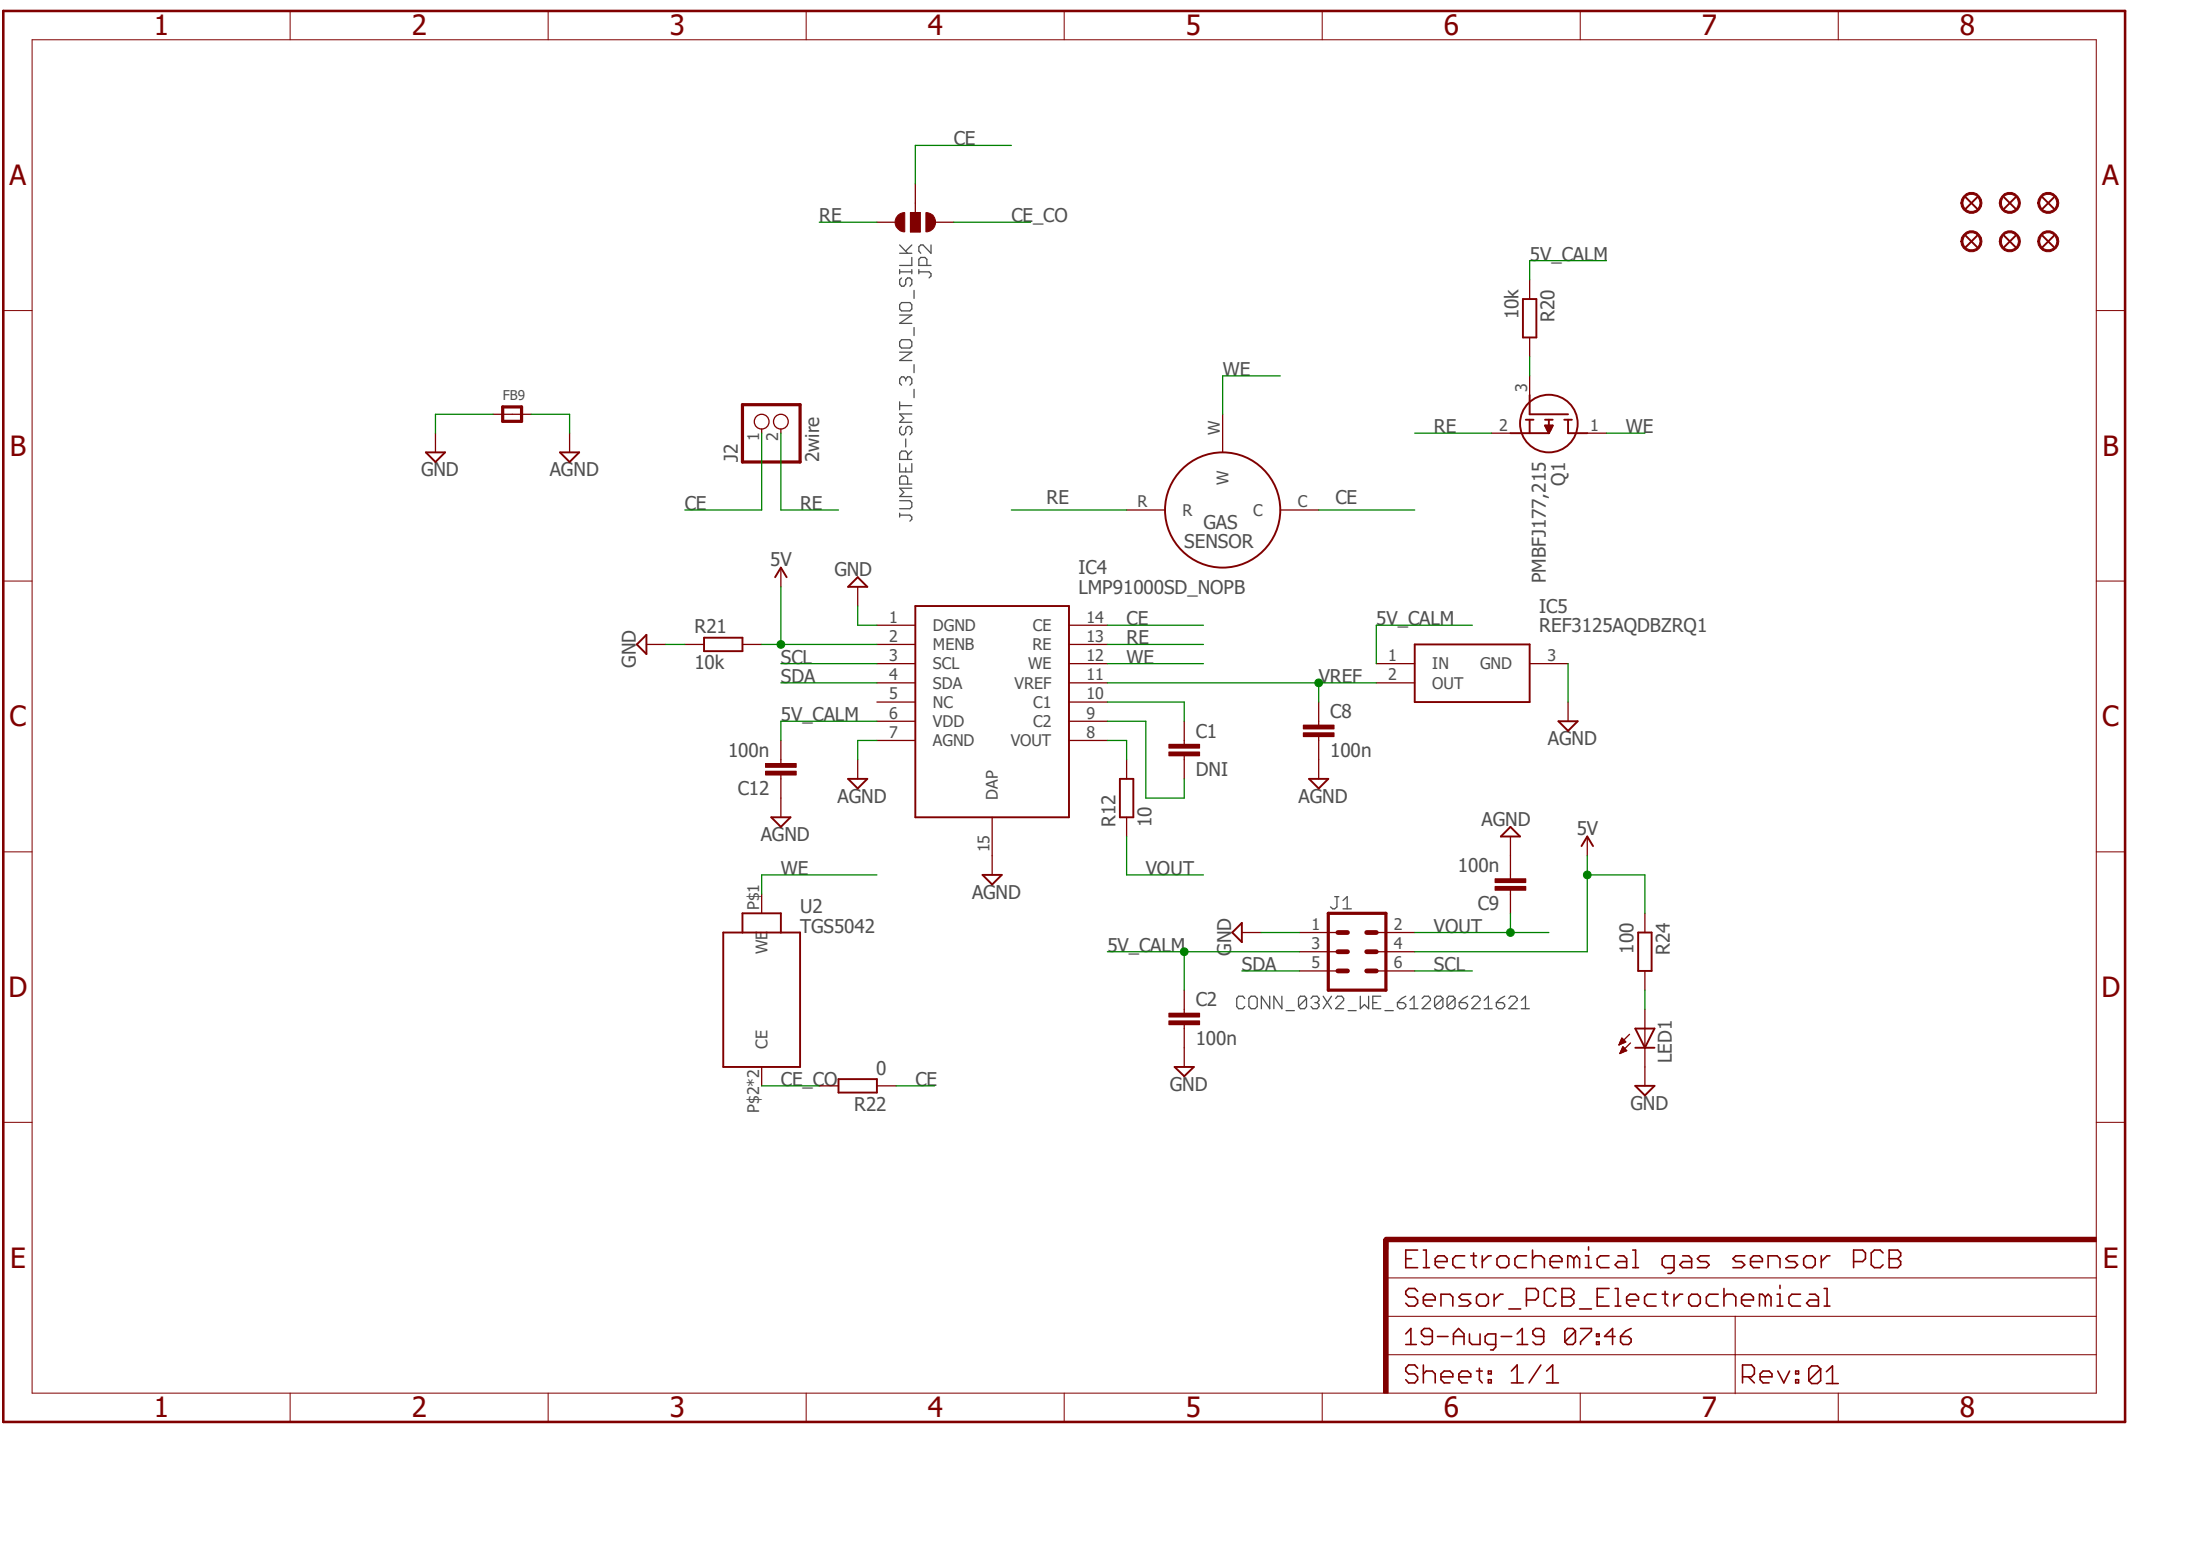 1 2 3 4 5 6 7 8
A A
CE
RE CE_CO
JP2
JUMPER-SMT_3_NO_NO_SILK
5V_CALM
10k
R20
3
RE 2 1 WE
PMBFJ177,215
Q1
B B
FB9
GND AGND
J2
1 2
2wire
CE RE
WE
W
W
RE R R C C CE
GAS
SENSOR
5V
GND
R21
10k
GND
SCL
SDA
5V_CALM
100n
C12
AGND
AGND
IC4
LMP91000SD_NOPB
1 DGND CE 14 CE
2 MENB RE 13 RE
3 SCL WE 12 WE
4 SDA VREF 11
5 NC C1 10
6 VDD C2 9
7 AGND VOUT 8
DAP
15
AGND
C1
DNI
R12
10
VOUT
VREF
C8
100n
AGND
IC5
REF3125AQDBZRQ1
5V_CALM
1 IN GND 3
2 OUT
AGND
C C
WE
P$1
U2
TGS5042
WE
CE
P$2*2
CE_CO
0
R22
CE
AGND
100n
C9
5V
J1
GND 1 2 VOUT
5V_CALM 3 4
SDA 5 6 SCL
CONN_03X2_WE_61200621621
C2
100n
GND
100
R24
LED1
GND
D D
E E
Electrochemical gas sensor PCB
Sensor_PCB_Electrochemical
19-Aug-19 07:46
Sheet: 1/1 Rev:01
1 2 3 4 5 6 7 8